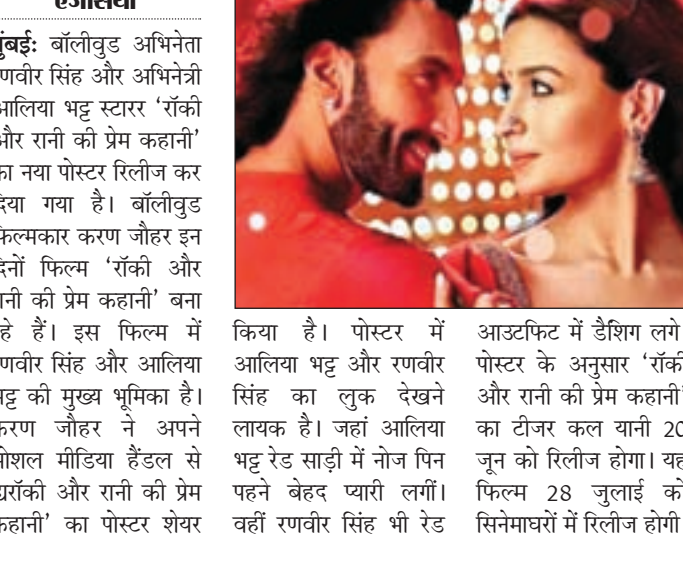 एजेंसियां
मुंबई: बॉलीवुड अभिनेता
रणवीर सिंह और अभिनेत्री
आलिया भट्ट स्टारर ‘रॉकी
और रानी की प्रेम कहानी’
का नया पोस्टर रिलीज कर
दिया गया है। बॉलीवुड
फिल्मकार करण जौहर इन
दिनों फिल्म ‘रॉकी और
रानी की प्रेम कहानी’ बना
रहे हैं। इस फिल्म में
रणवीर सिंह और आलिया
भट्ट की मुख्य भूमिका है।
करण जौहर ने अपने
सोशल मीडिया हैंडल से
द्यरॉकी और रानी की प्रेम
कहानी’ का पोस्टर शेयर
किया है। पोस्टर में
आलिया भट्ट और रणवीर
सिंह का लुक देखने
लायक है। जहां आलिया
भट्ट रेड साड़ी में नोज पिन
पहने बेहद प्यारी लगीं।
वहीं रणवीर सिंह भी रेड
आउटफिट में डैशिग लगे
पोस्टर के अनुसार ‘रॉकी
और रानी की प्रेम कहानी’
का टीजर कल यानी 20
जून को रिलीज होगा। यह
फिल्म 28 जुलाई को
सिनेमाघरों में रिलीज होगी